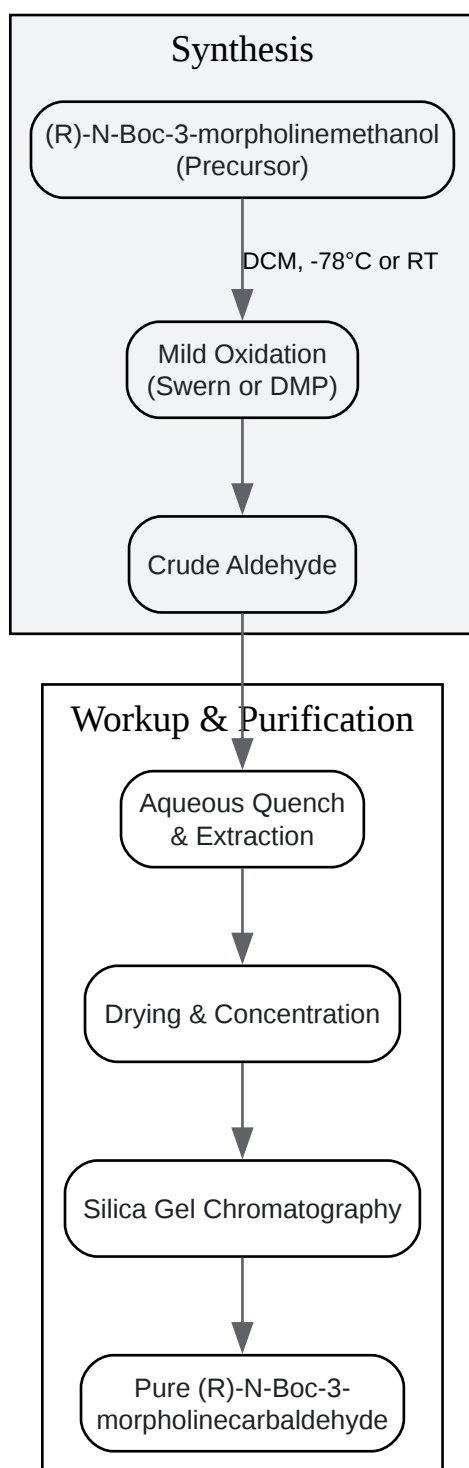 Synthesis
(R)-N-Boc-3-morpholinemethanol
(Precursor)
DCM, -78°C or RT
Mild Oxidation
(Swern or DMP)
Crude Aldehyde
Workup & Purification
Aqueous Quench
& Extraction
Drying & Concentration
Silica Gel Chromatography
Pure (R)-N-Boc-3-
morpholinecarbaldehyde